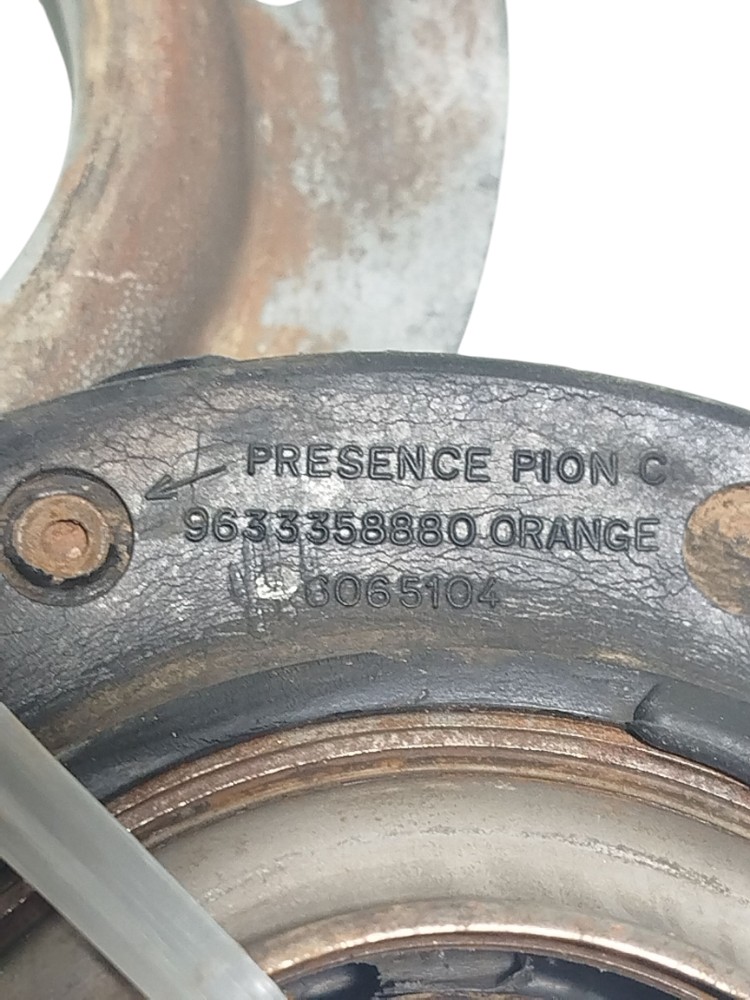 PRESENCE PION C
9633358880 ORANGE
6065104